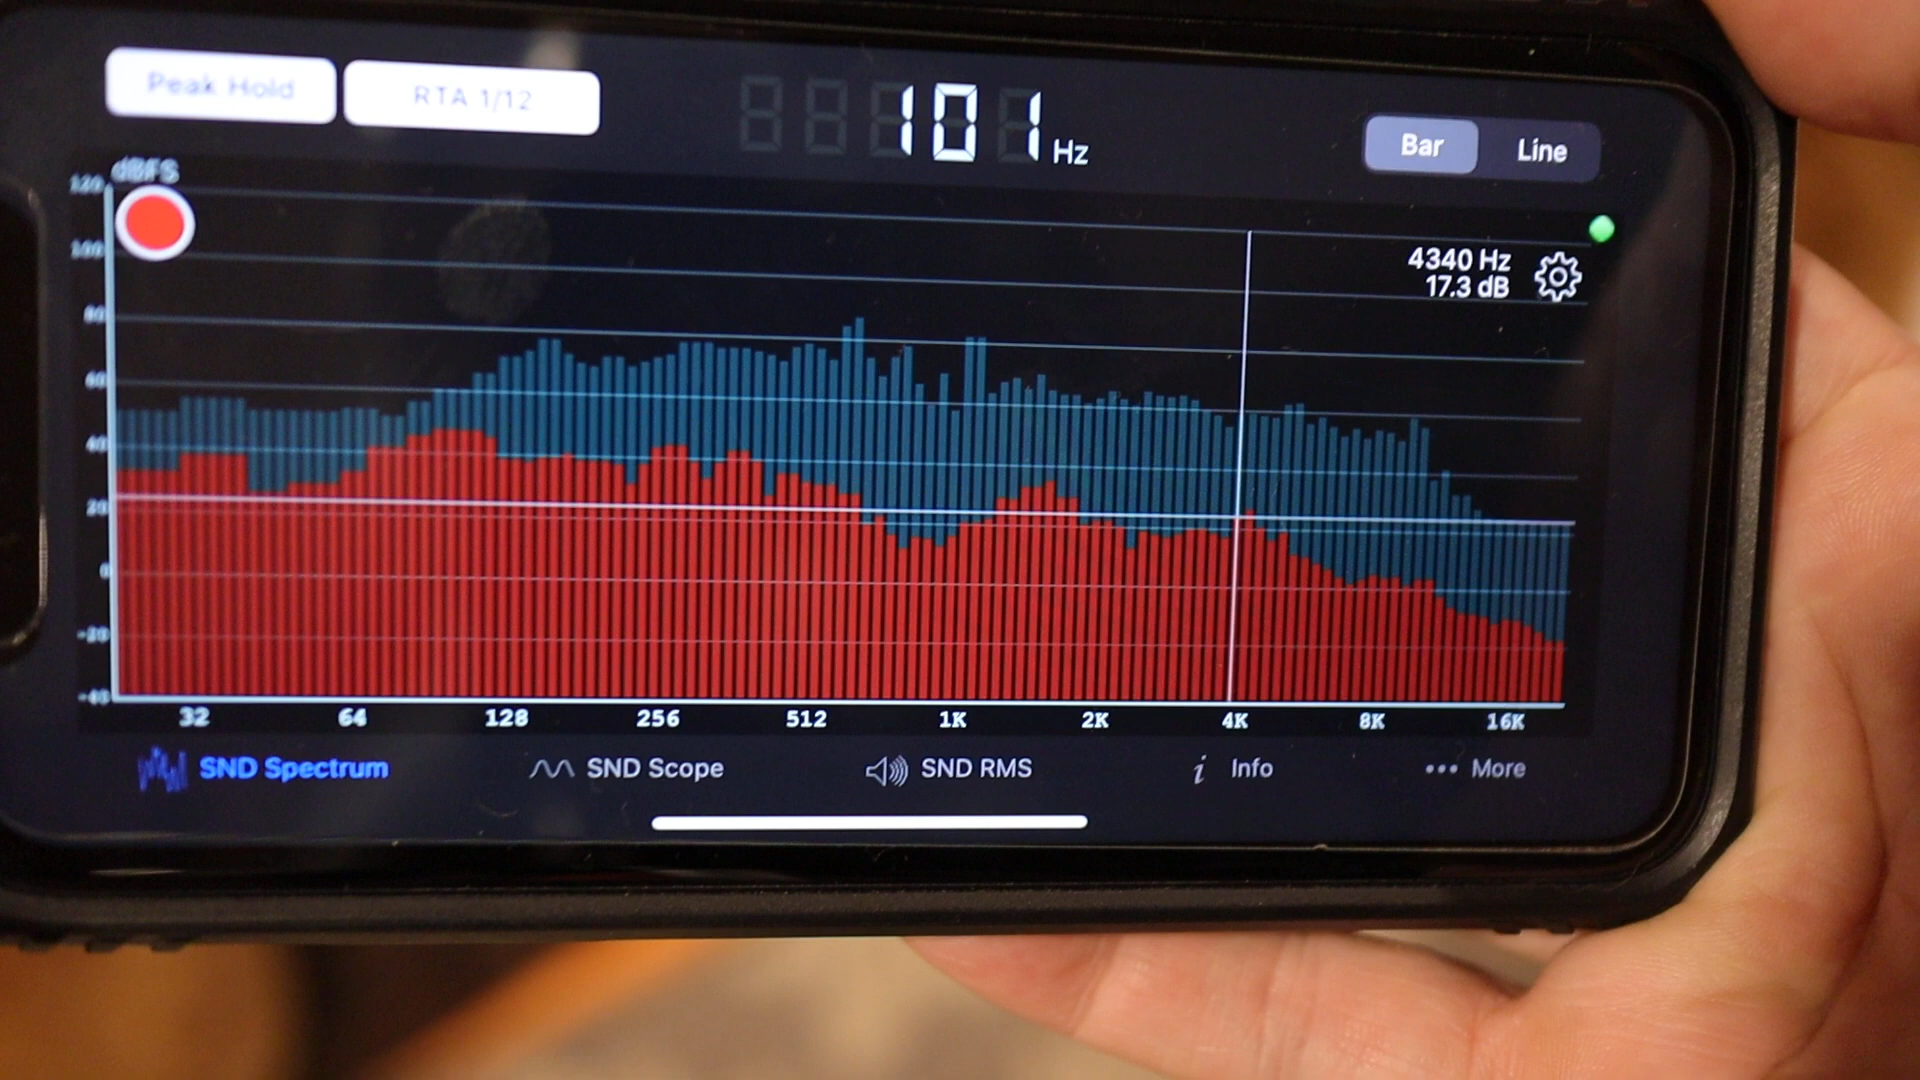 Peak Hold
RTA 1/12
101 Hz
Bar
Line
dBFS
120
100
80
60
40
20
0
-20
-40
4340 Hz
17.3 dB
32 64 128 256 512 1K 2K 4K 8K 16K
SND Spectrum
SND Scope
SND RMS
i Info
More